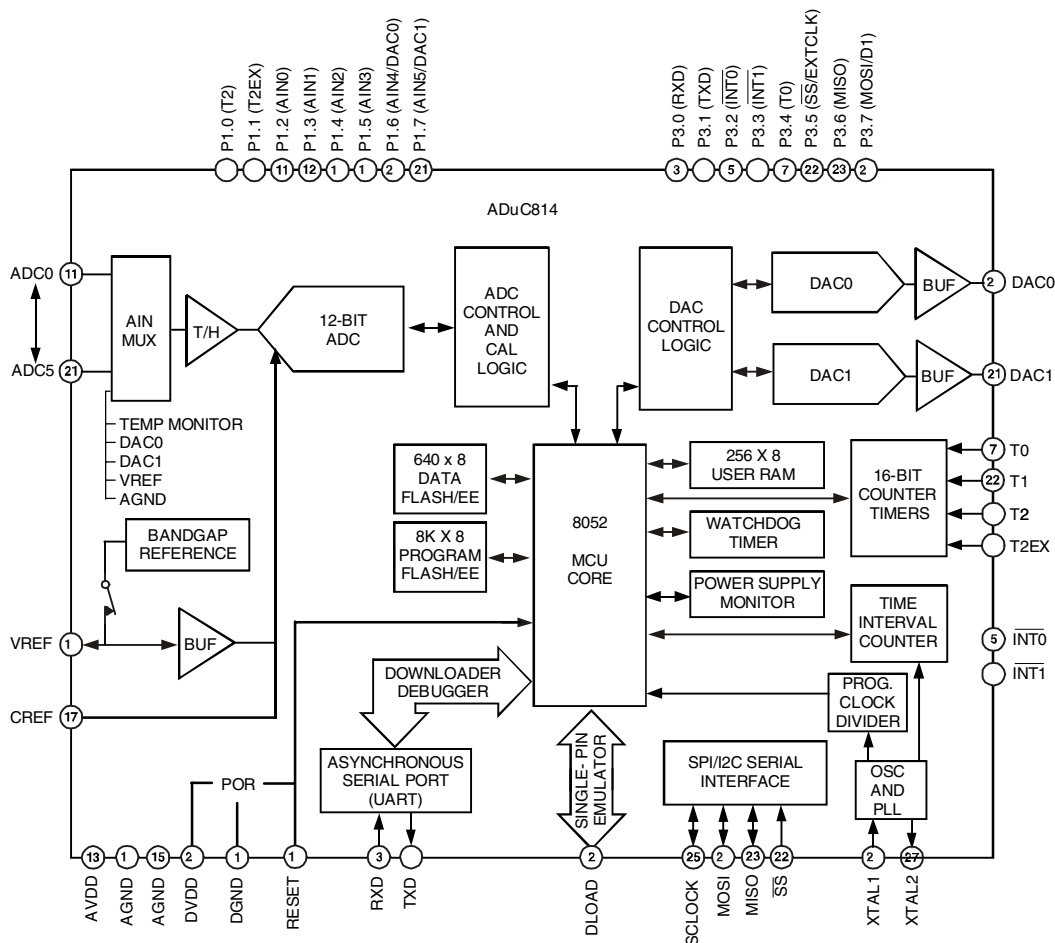 P1.0 (T2)
P1.1 (T2EX)
P1.2 (AIN0)
P1.3 (AIN1)
P1.4 (AIN2)
P1.5 (AIN3)
P1.6 (AIN4/DAC0)
P1.7 (AIN5/DAC1)
P3.0 (RXD)
P3.1 (TXD)
P3.2 (INT0)
P3.3 (INT1)
P3.4 (T0)
P3.5 (SS/EXTCLK)
P3.6 (MISO)
P3.7 (MOSI/D1)
11 12 1 1 2 21
3 5 7 22 23 2
ADuC814
ADC0 11
ADC5 21
AIN
MUX
T/H
12-BIT
ADC
ADC
CONTROL
AND
CAL
LOGIC
DAC
CONTROL
LOGIC
DAC0
BUF
2 DAC0
DAC1
BUF
21 DAC1
TEMP MONITOR
DAC0
DAC1
VREF
AGND
BANDGAP
REFERENCE
VREF 1
BUF
CREF 17
640 x 8
DATA
FLASH/EE
8K X 8
PROGRAM
FLASH/EE
8052
MCU
CORE
256 X 8
USER RAM
WATCHDOG
TIMER
POWER SUPPLY
MONITOR
16-BIT
COUNTER
TIMERS
7 T0
22 T1
T2
T2EX
TIME
INTERVAL
COUNTER
5 INT0
INT1
PROG.
CLOCK
DIVIDER
DOWNLOADER
DEBUGGER
ASYNCHRONOUS
SERIAL PORT
(UART)
SINGLE- PIN
EMULATOR
SPI/I2C SERIAL
INTERFACE
OSC
AND
PLL
POR
13 1 15 2 1 1 3 2 25 2 23 22 2 27
AVDD
AGND
AGND
DVDD
DGND
RESET
RXD
TXD
DLOAD
SCLOCK
MOSI
MISO
SS
XTAL1
XTAL2